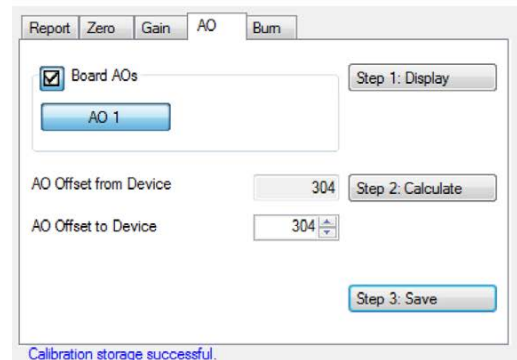 Report Zero Gain AO Burn
Board AOs
Step 1: Display
AO 1
AO Offset from Device 304 Step 2: Calculate
AO Offset to Device 304
Step 3: Save
Calibration storage successful.